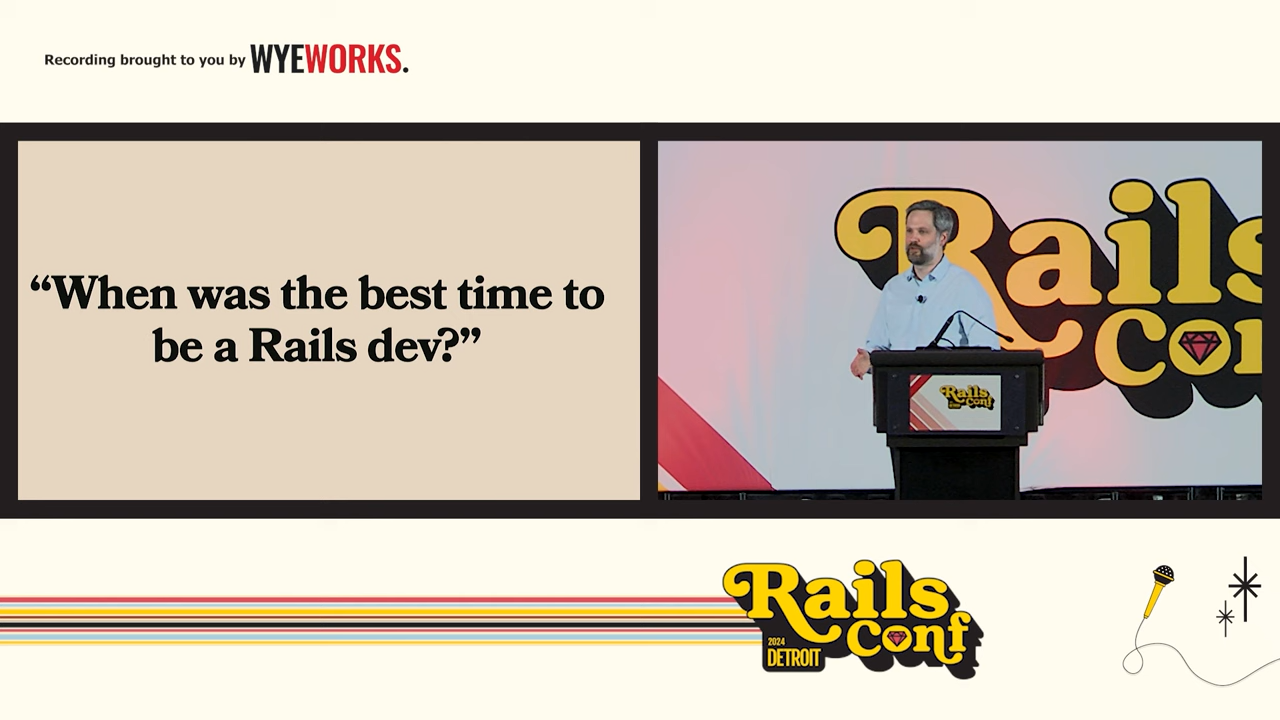 Recording brought to you by WYEWORKS.
“When was the best time to
be a Rails dev?”
Rails
Con
Rails
Conf
Rails
Conf
2024
DETROIT